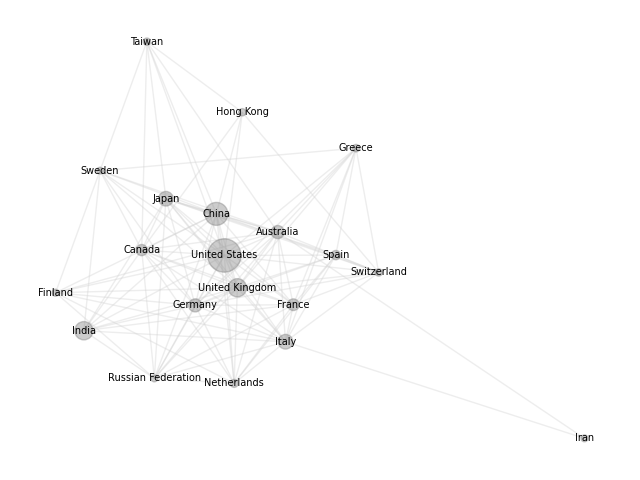 Taiwan
Hong Kong
Greece
Sweden
Japan
China
Australia
Canada
United States
Spain
Switzerland
United Kingdom
Finland
Germany
France
India
Italy
Russian Federation
Netherlands
Iran